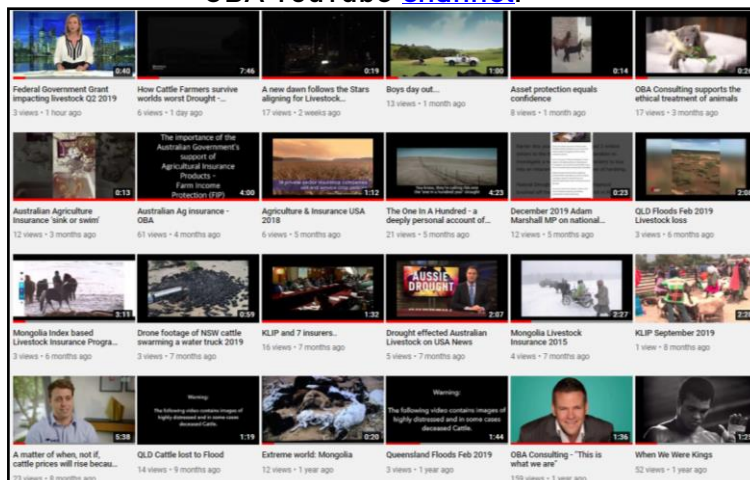 OBA YouTube channel.
0:40
7:46
0:19
1:00
0:14
Federal Government Grant
impacting livestock Q2 2019
3 views • 1 hour ago
How Cattle Farmers survive
worlds worst Drought -...
6 views • 1 day ago
A new dawn follows the Stars
aligning for Livestock...
17 views • 2 weeks ago
Boys day out...
13 views • 1 month ago
Asset protection equals
confidence
8 views • 1 month ago
OBA Consulting supports the
ethical treatment of animals
17 views • 3 months ago
0:13
The importance of the
Australian Government's
support of
Agricultural Insurance
Products -
Farm Income
Protection (FIP)
4:00
1:12
4:23
0:23
Australian Agriculture
Insurance 'sink or swim'
12 views • 3 months ago
Australian Ag insurance -
OBA
61 views • 4 months ago
Agriculture & Insurance USA
2018
6 views • 5 months ago
The One In A Hundred - a
deeply personal account of...
21 views • 5 months ago
December 2019 Adam
Marshall MP on national...
12 views • 5 months ago
QLD Floods Feb 2019
Livestock loss
3 views • 6 months ago
3:11
0:59
1:32
AUSSIE
DROUGHT
2:07
2:27
Mongolia Index based
Livestock Insurance Progra...
3 views • 6 months ago
Drone footage of NSW cattle
swarming a water truck 2019
3 views • 7 months ago
KLIP and 7 insurers..
16 views • 7 months ago
Drought effected Australian
Livestock on USA News
5 views • 7 months ago
Mongolia Livestock
Insurance 2015
4 views • 7 months ago
KLIP September 2019
1 view • 8 months ago
5:38
Warning:
The following video contains images of
highly distressed and in some cases
deceased Cattle.
1:19
0:20
Warning:
The following video contains images of
highly distressed and in some cases
deceased Cattle.
1:44
1:36
A matter of when, not if,
cattle prices will rise becau...
23 views • 8 months ago
QLD Cattle lost to Flood
14 views • 9 months ago
Extreme world: Mongolia
12 views • 1 year ago
Queensland Floods Feb 2019
3 views • 1 year ago
OBA Consulting - "This is
what we are"
159 views • 1 year ago
When We Were Kings
52 views • 1 year ago